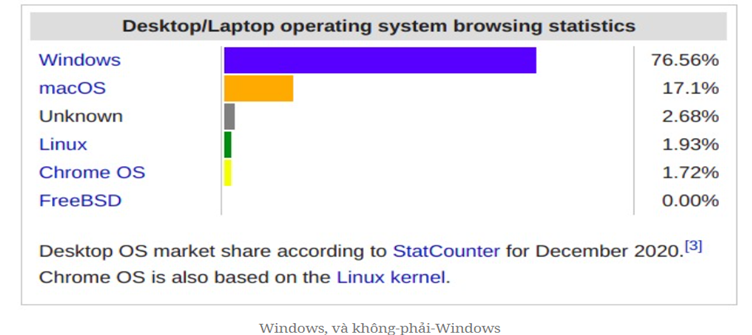 Desktop/Laptop operating system browsing statistics
Windows 76.56%
macOS 17.1%
Unknown 2.68%
Linux 1.93%
Chrome OS 1.72%
FreeBSD 0.00%
Desktop OS market share according to StatCounter for December 2020.[3]
Chrome OS is also based on the Linux kernel.
Windows, và không-phải-Windows